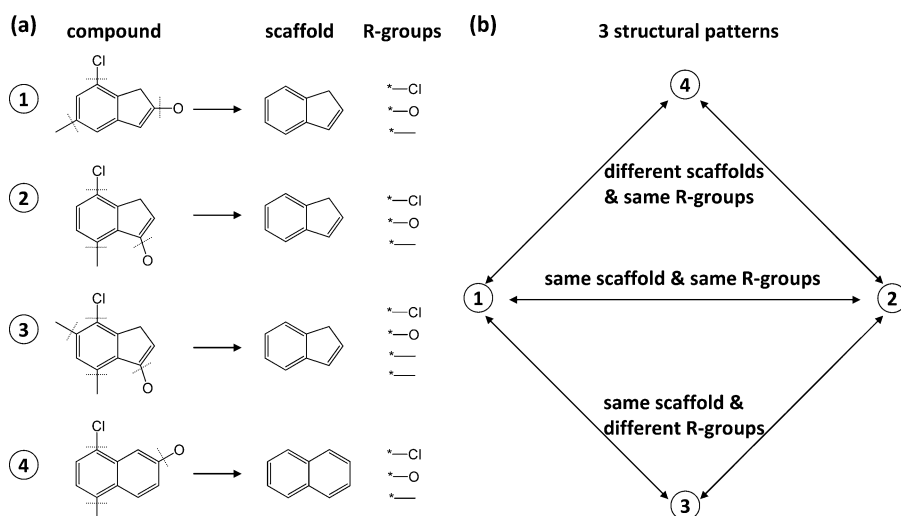 (a) compound scaffold R-groups
1
Cl
O
*—Cl
*—O
*—
2
Cl
O
*—Cl
*—O
*—
3
Cl
O
*—Cl
*—O
*—
*—
4
Cl
O
*—Cl
*—O
*—
(b) 3 structural patterns
4
different scaffolds
& same R-groups
same scaffold & same R-groups
1
2
same scaffold &
different R-groups
3